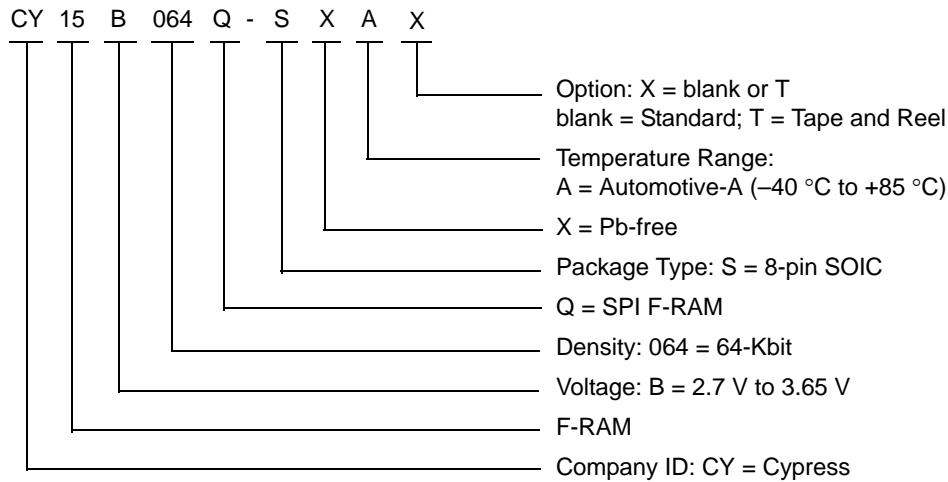 CY 15 B 064 Q - S X A X
Option: X = blank or T
blank = Standard; T = Tape and Reel
Temperature Range:
A = Automotive-A (–40 °C to +85 °C)
X = Pb-free
Package Type: S = 8-pin SOIC
Q = SPI F-RAM
Density: 064 = 64-Kbit
Voltage: B = 2.7 V to 3.65 V
F-RAM
Company ID: CY = Cypress